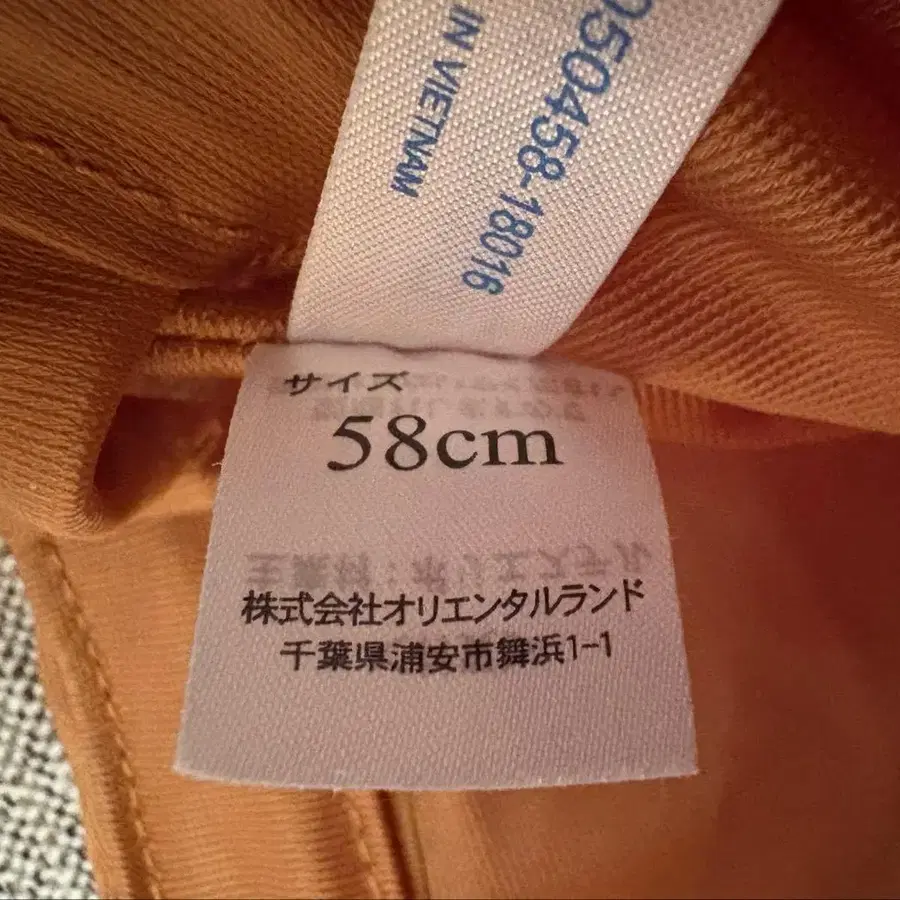 IN VIETNAM
050458-18016
サイズ
58cm
株式会社オリエンタルランド
千葉県浦安市舞浜1-1